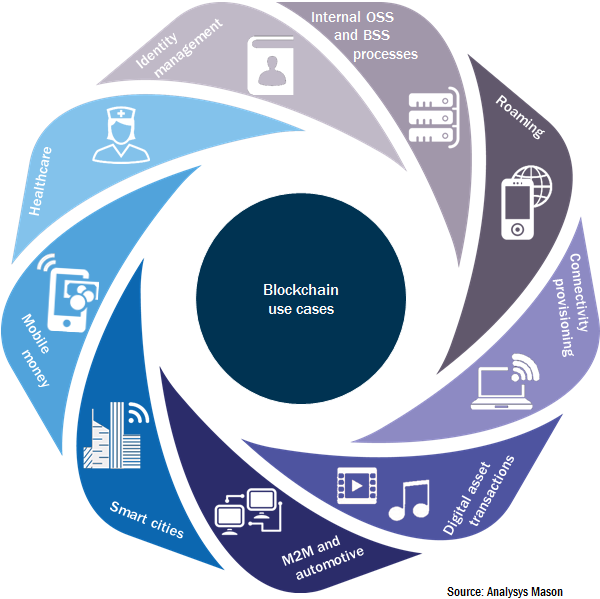 Internal OSS
and BSS
processes
Roaming
Connectivity
provisioning
Digital asset
transactions
M2M and
automotive
Smart cities
Mobile
money
Healthcare
Identity
management
Blockchain
use cases
Source: Analysys Mason